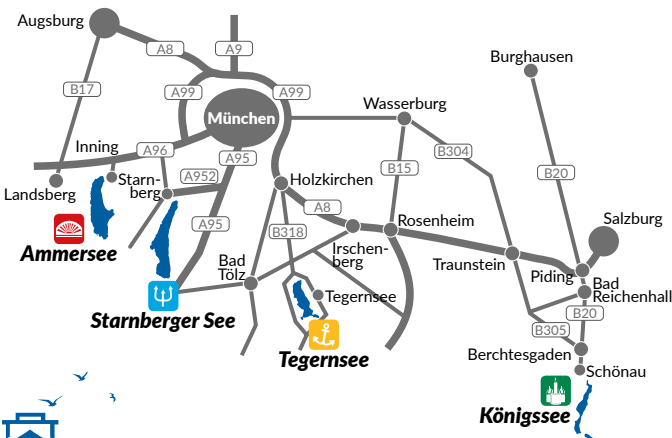 Augsburg
A8
A9
Burghausen
B17
A99
A99
Wasserburg
München
Inning
A96
A95
B304
B15
B20
Landsberg
Starn-
berg
A952
Holzkirchen
A8
Ammersee
A95
B318
Rosenheim
Salzburg
Irschen-
berg
Traunstein
Piding
Bad
Tölz
Bad
Reichenhall
Tegernsee
Starnberger See
B20
B305
Tegernsee
Berchtesgaden
Schönau
Königssee